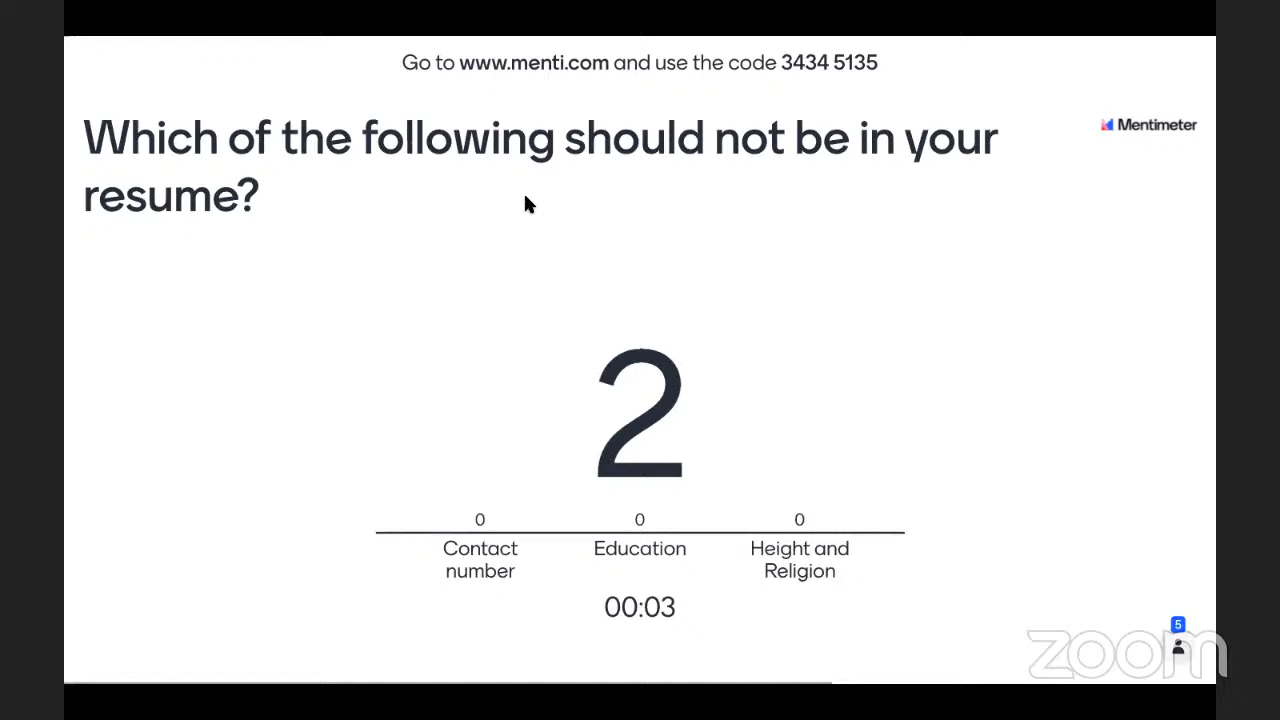 Go to www.menti.com and use the code 3434 5135
Which of the following should not be in your
resume?
Mentimeter
2
0 0 0
Contact Education Height and
number Religion
00:03
5
zoom